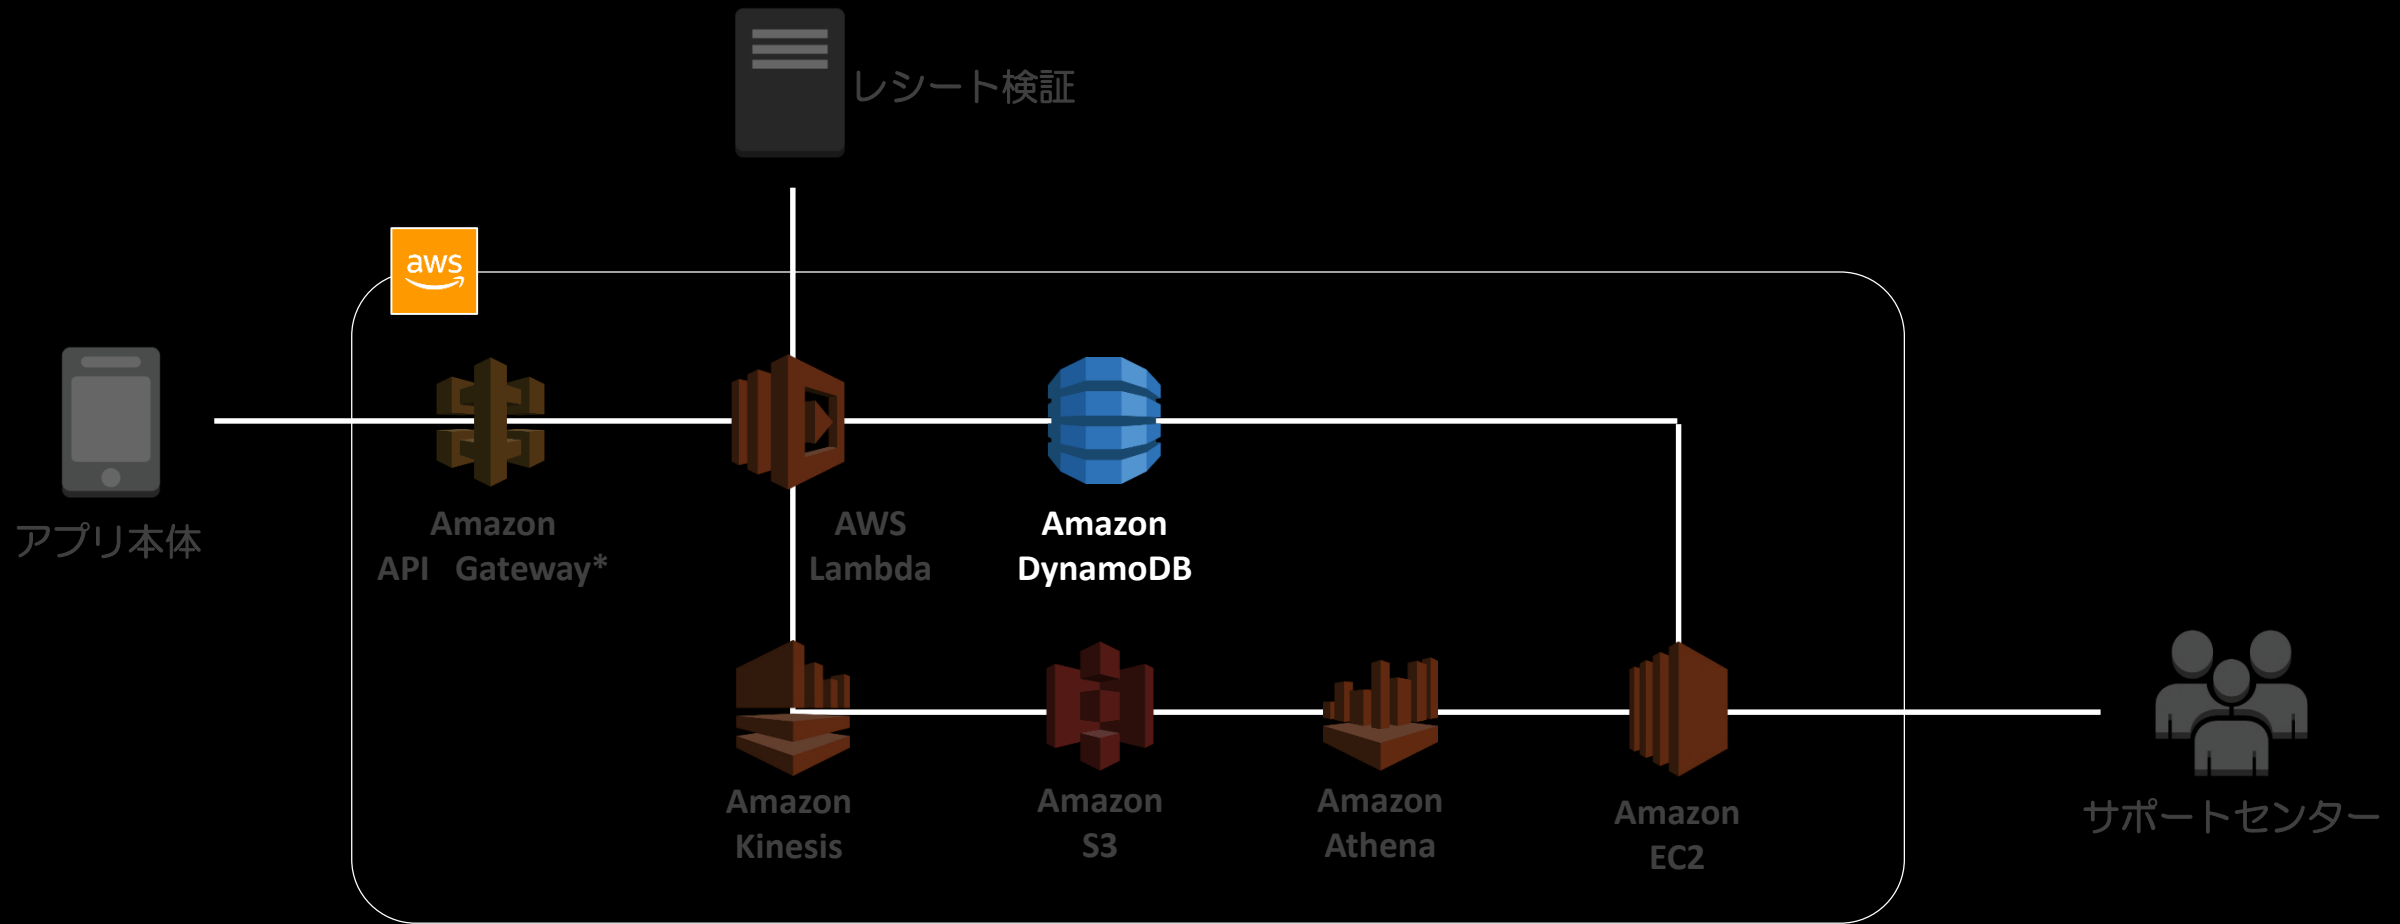 レシート検証
aws
アプリ本体
Amazon
API Gateway*
AWS
Lambda
Amazon
DynamoDB
Amazon
Kinesis
Amazon
S3
Amazon
Athena
Amazon
EC2
サポートセンター